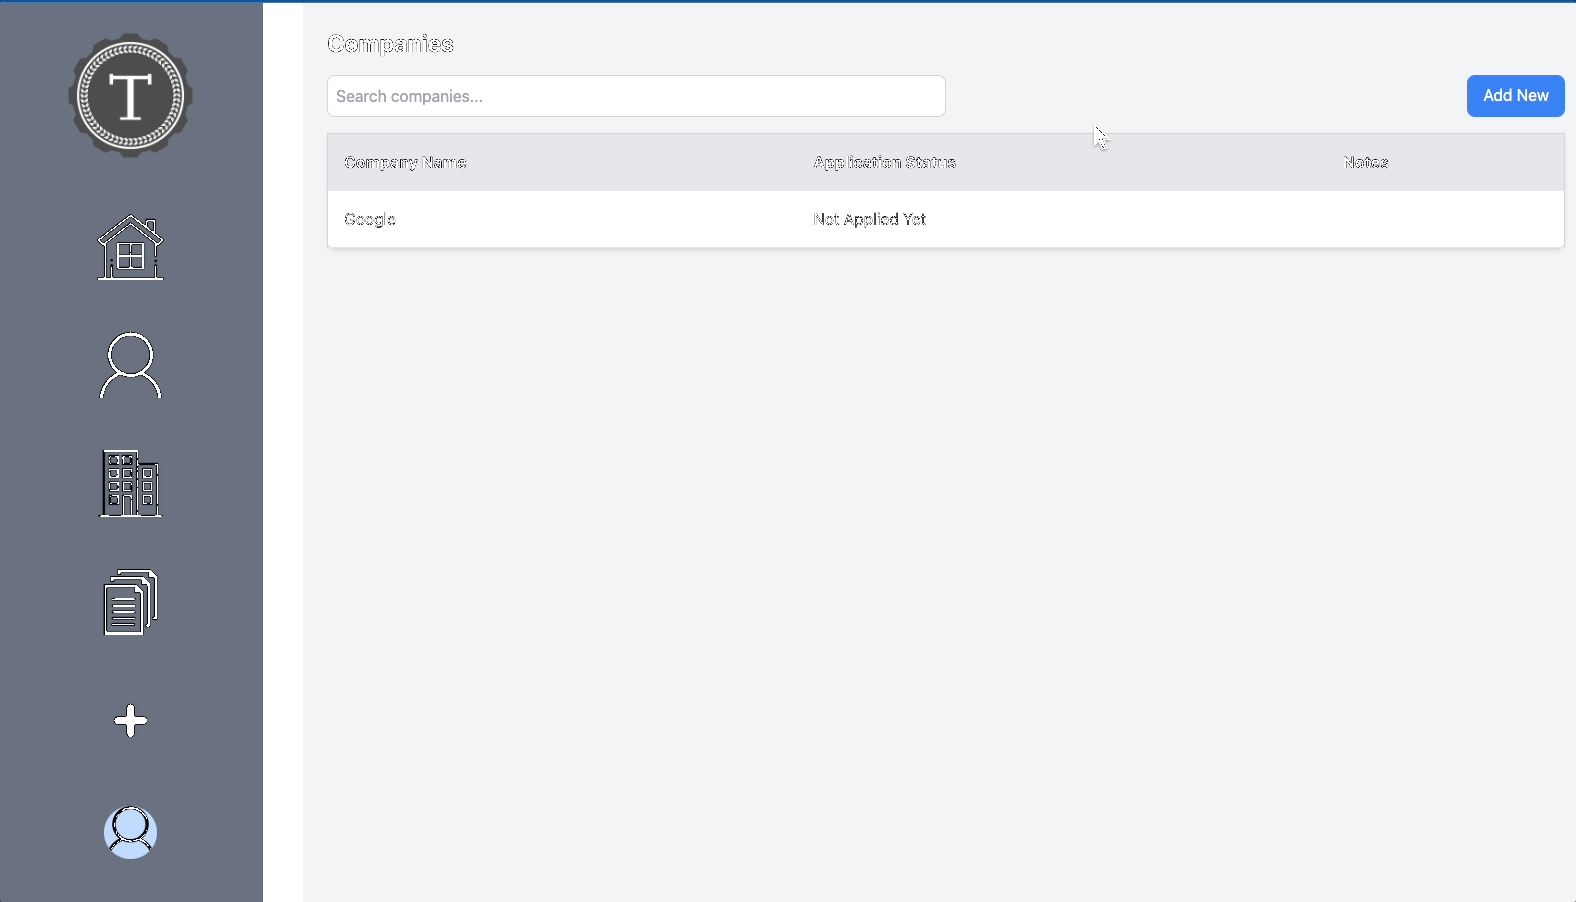 T
Companies
Search companies...
Add New
Company Name Application Status Notes
Google Not Applied Yet